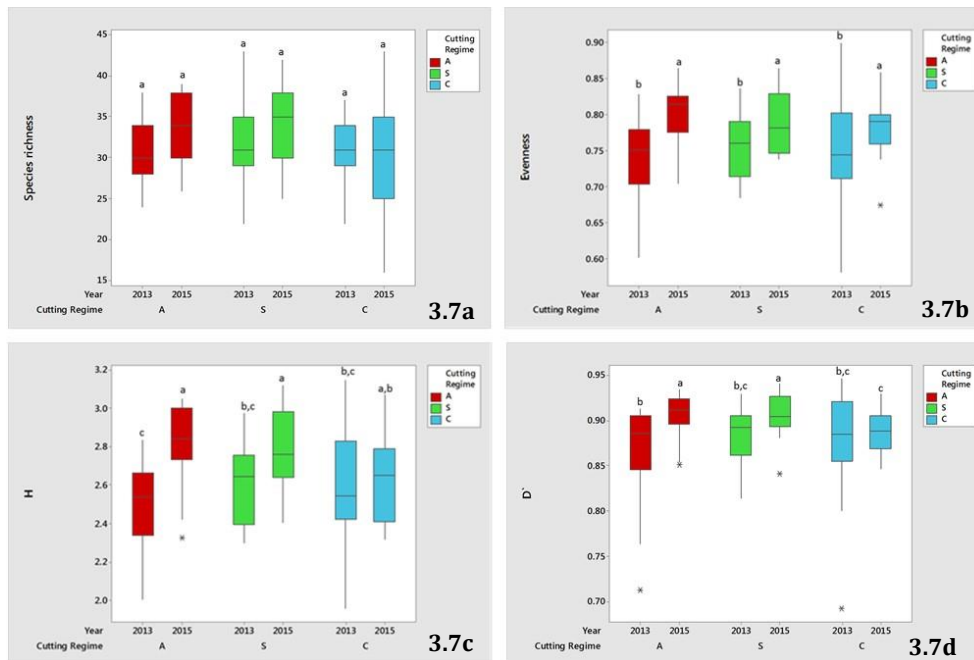 Species richness
45
40
35
30
25
20
15
a
a
a
a
a
a
Cutting
Regime
A
S
C
Year 2013 2015 2013 2015 2013 2015
Cutting Regime A S C
3.7a
Evenness
0.90
0.85
0.80
0.75
0.70
0.65
0.60
b
a
b
a
b
a
*
Cutting
Regime
A
S
C
Year 2013 2015 2013 2015 2013 2015
Cutting Regime A S C
3.7b
H
3.2
3.0
2.8
2.6
2.4
2.2
2.0
c
a
b,c
a
b,c
a,b
*
Cutting
Regime
A
S
C
Year 2013 2015 2013 2015 2013 2015
Cutting Regime A S C
3.7c
D`
0.95
0.90
0.85
0.80
0.75
0.70
b
a
b,c
a
b,c
c
*
*
*
*
Cutting
Regime
A
S
C
Year 2013 2015 2013 2015 2013 2015
Cutting Regime A S C
3.7d